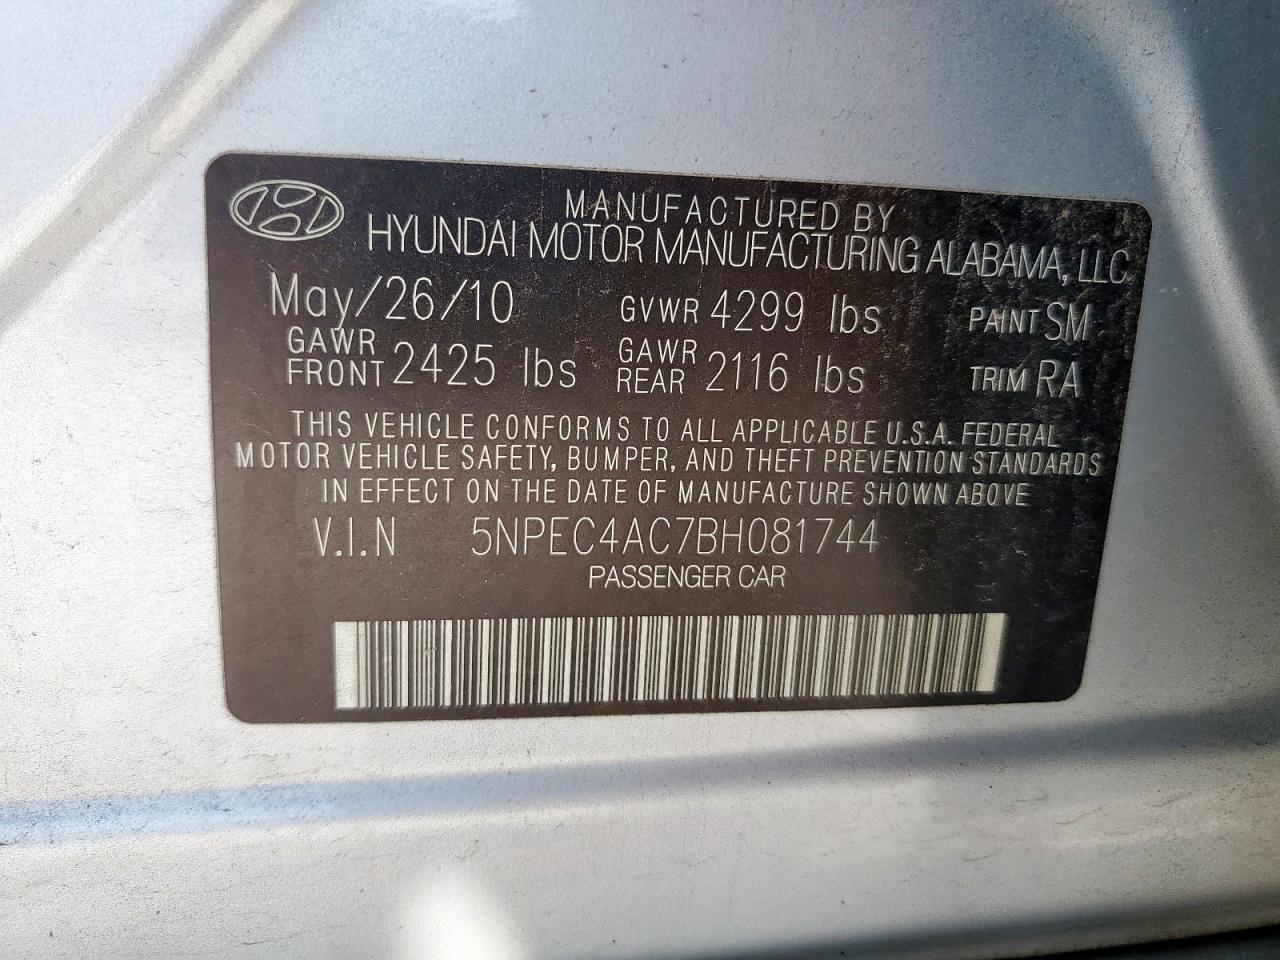 MANUFACTURED BY
HYUNDAI MOTOR MANUFACTURING ALABAMA, LLC
May/26/10 GVWR 4299 lbs PAINT SM
GAWR FRONT 2425 lbs GAWR REAR 2116 lbs TRIM RA
THIS VEHICLE CONFORMS TO ALL APPLICABLE U.S.A. FEDERAL
MOTOR VEHICLE SAFETY, BUMPER, AND THEFT PREVENTION STANDARDS
IN EFFECT ON THE DATE OF MANUFACTURE SHOWN ABOVE
V.I.N 5NPEC4AC7BH081744
PASSENGER CAR